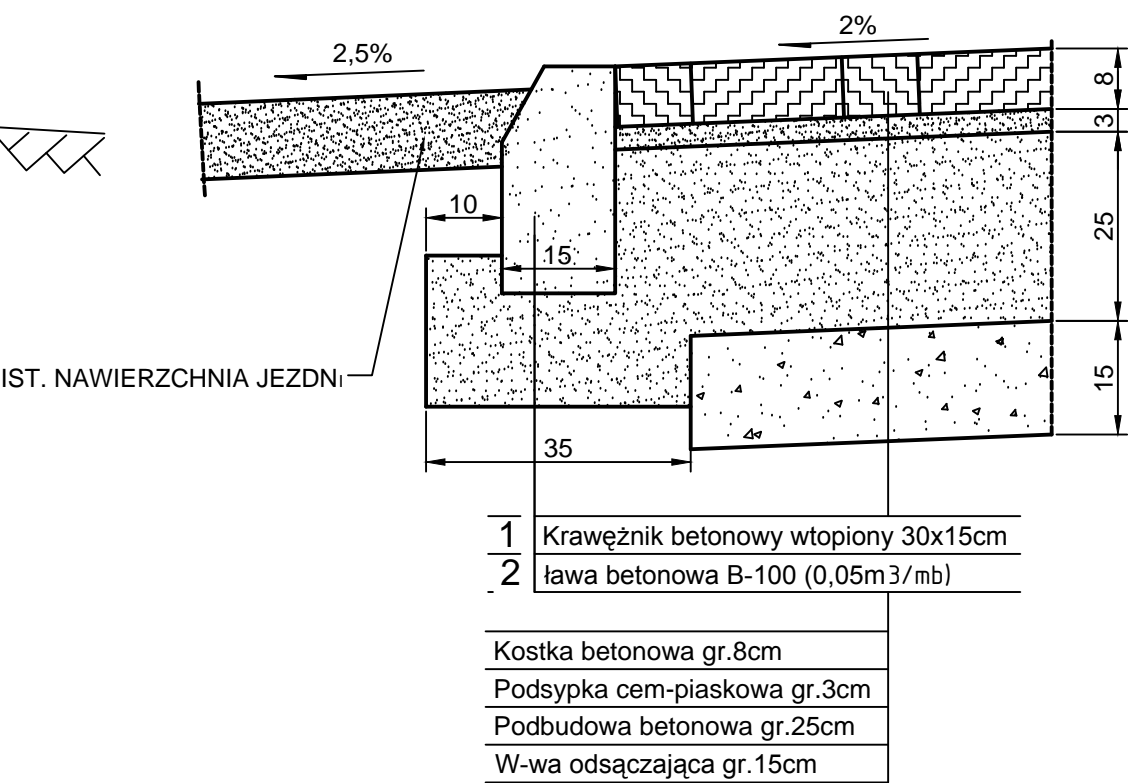 2,5%
2%
8
3
10
25
15
IST. NAWIERZCHNIA JEZDNI
15
35
1 Krawężnik betonowy wtopiony 30x15cm
2 ława betonowa B-100 (0,05m3/mb)
Kostka betonowa gr.8cm
Podsypka cem-piaskowa gr.3cm
Podbudowa betonowa gr.25cm
W-wa odsączająca gr.15cm